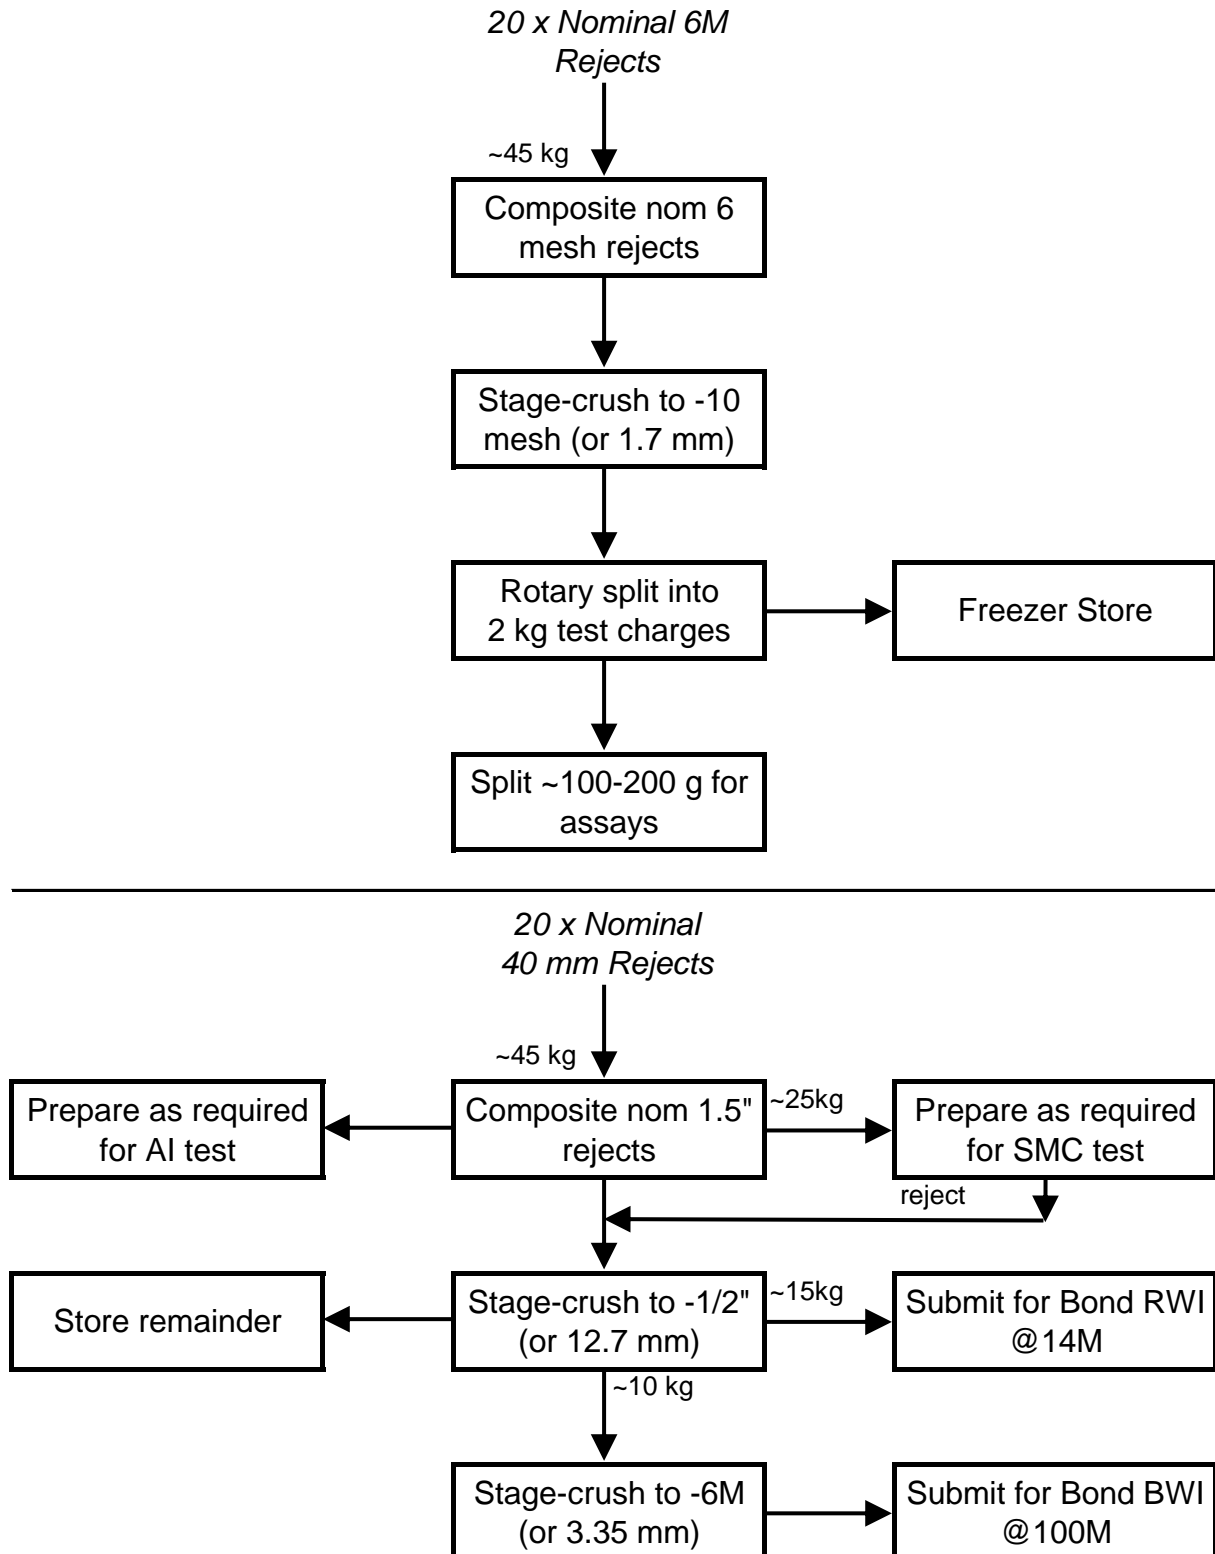 20 x Nominal 6M
Rejects
~45 kg
Composite nom 6
mesh rejects
Stage-crush to -10
mesh (or 1.7 mm)
Rotary split into
2 kg test charges
Freezer Store
Split ~100-200 g for
assays
20 x Nominal
40 mm Rejects
~45 kg
Prepare as required
for AI test
Composite nom 1.5"
rejects
~25kg
Prepare as required
for SMC test
reject
Store remainder
Stage-crush to -1/2"
(or 12.7 mm)
~15kg
Submit for Bond RWI
@14M
~10 kg
Stage-crush to -6M
(or 3.35 mm)
Submit for Bond BWI
@100M